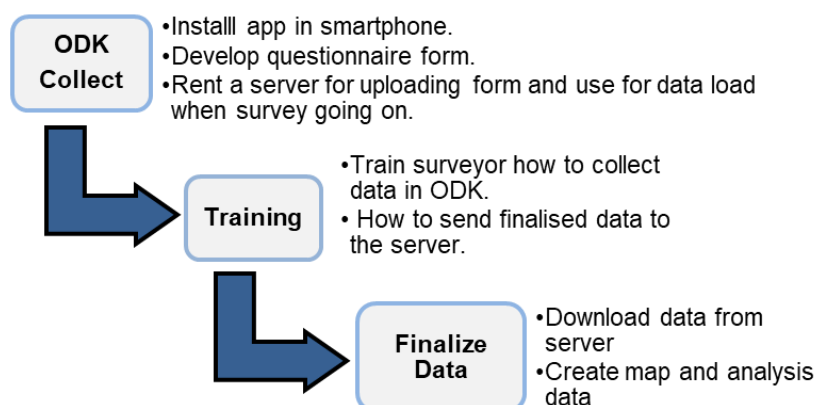 ODK
Collect
•Installl app in smartphone.
•Develop questionnaire form.
•Rent a server for uploading form and use for data load
when survey going on.
Training
•Train surveyor how to collect
data in ODK.
• How to send finalised data to
the server.
Finalize
Data
•Download data from
server
•Create map and analysis
data